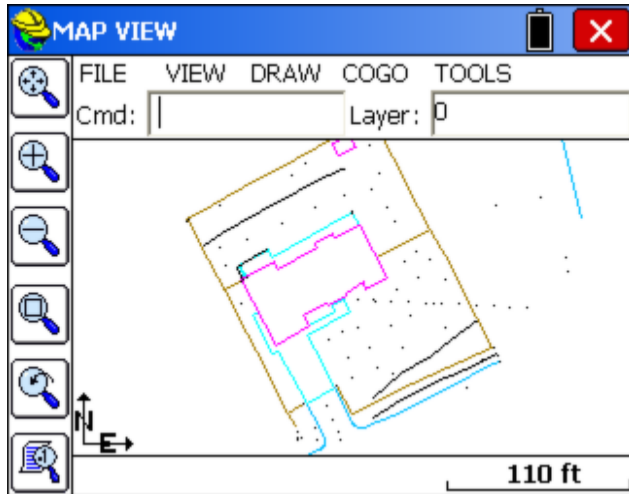 MAP VIEW
FILE VIEW DRAW COGO TOOLS
Cmd: Layer: 0
N
E
110 ft